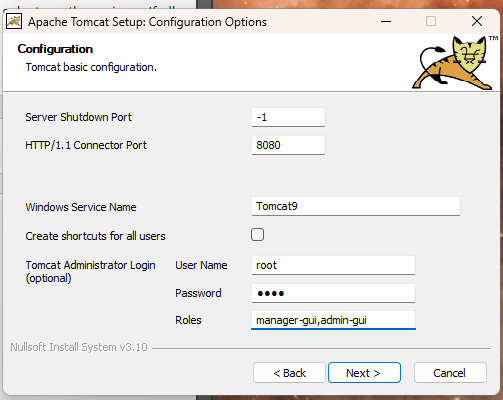 Apache Tomcat Setup: Configuration Options
Configuration
Tomcat basic configuration.
TM
Server Shutdown Port
-1
HTTP/1.1 Connector Port
8080
Windows Service Name
Tomcat9
Create shortcuts for all users
Tomcat Administrator Login
(optional)
User Name
root
Password
●●●●
Roles
manager-gui,admin-gui
Nullsoft Install System v3.10
< Back
Next >
Cancel